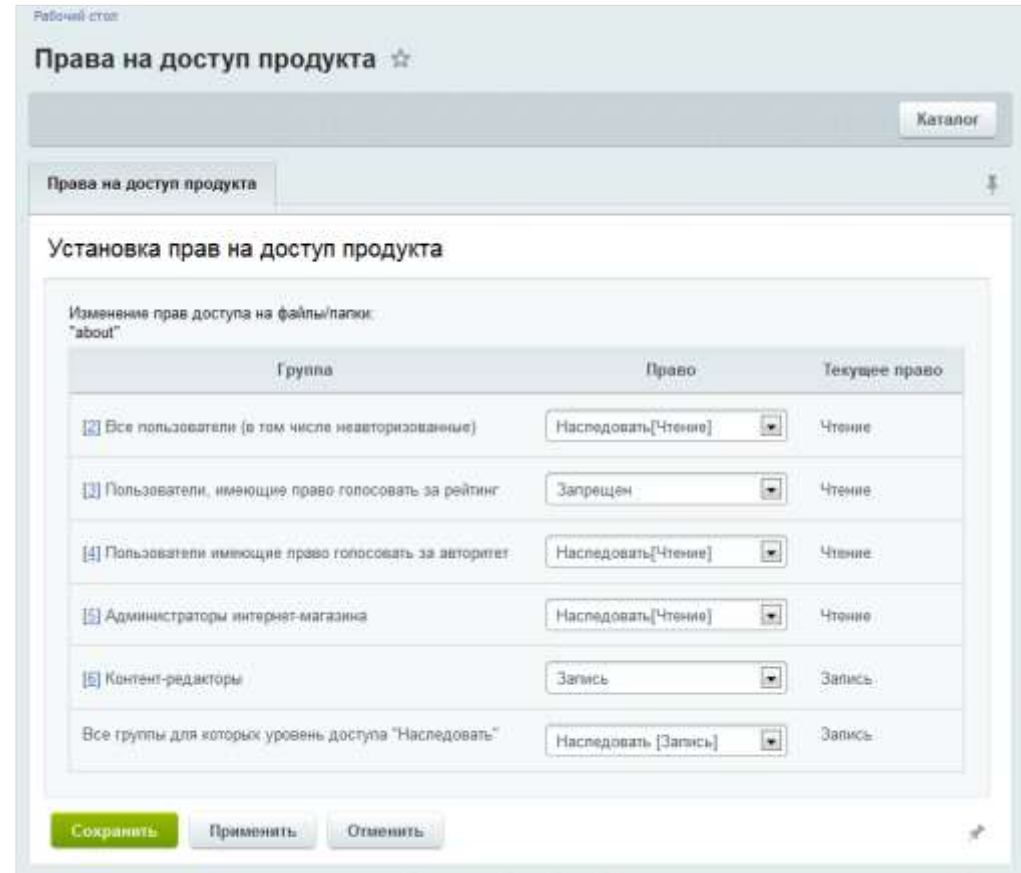 Рабочий стол
Права на доступ продукта
Каталог
Права на доступ продукта
Установка прав на доступ продукта
Изменение прав доступа на файлы/папки:
"about"
Группа Право Текущее право
[2] Все пользователи (в том числе неавторизованные) Наследовать[Чтение] Чтение
[3] Пользователи, имеющие право голосовать за рейтинг Запрещен Чтение
[4] Пользователи имеющие право голосовать за авторитет Наследовать[Чтение] Чтение
[5] Администраторы интернет-магазина Наследовать[Чтение] Чтение
[6] Контент-редакторы Запись Запись
Все группы для которых уровень доступа "Наследовать" Наследовать [Запись] Запись
Сохранить Применить Отменить